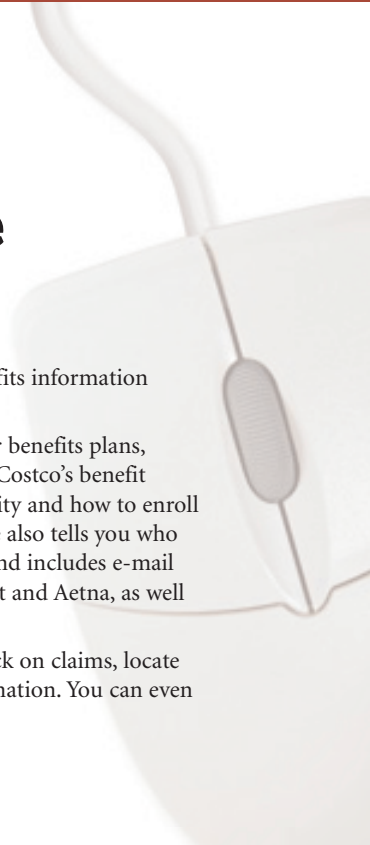 e
fits information
benefits plans,
Costco's benefit
ity and how to enroll
also tells you who
nd includes e-mail
t and Aetna, as well
ck on claims, locate
nation. You can even